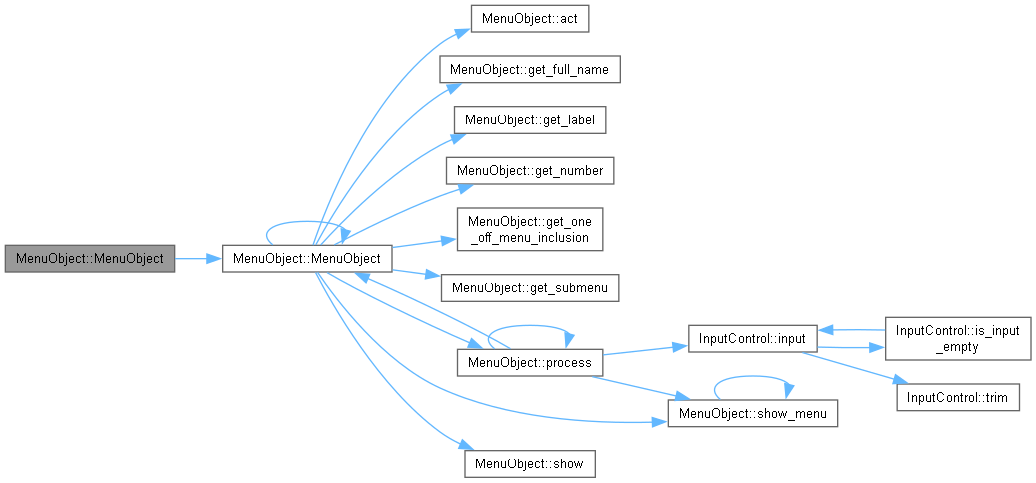 MenuObject::act
MenuObject::get_full_name
MenuObject::get_label
MenuObject::get_number
MenuObject::get_one
_off_menu_inclusion
MenuObject::MenuObject
MenuObject::MenuObject
MenuObject::get_submenu
InputControl::is_input
_empty
InputControl::input
MenuObject::process
InputControl::trim
MenuObject::show_menu
MenuObject::show